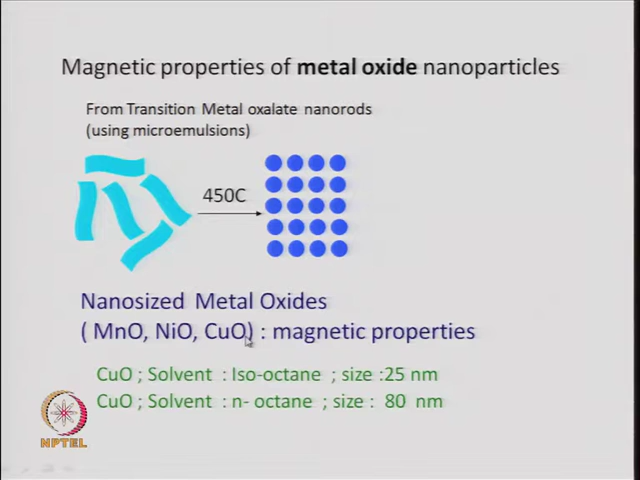 Magnetic properties of metal oxide nanoparticles
From Transition Metal oxalate nanorods
(using microemulsions)
450C
Nanosized Metal Oxides
( MnO, NiO, CuO) : magnetic properties
CuO ; Solvent : Iso-octane ; size :25 nm
CuO ; Solvent : n- octane ; size : 80 nm
NPTEL